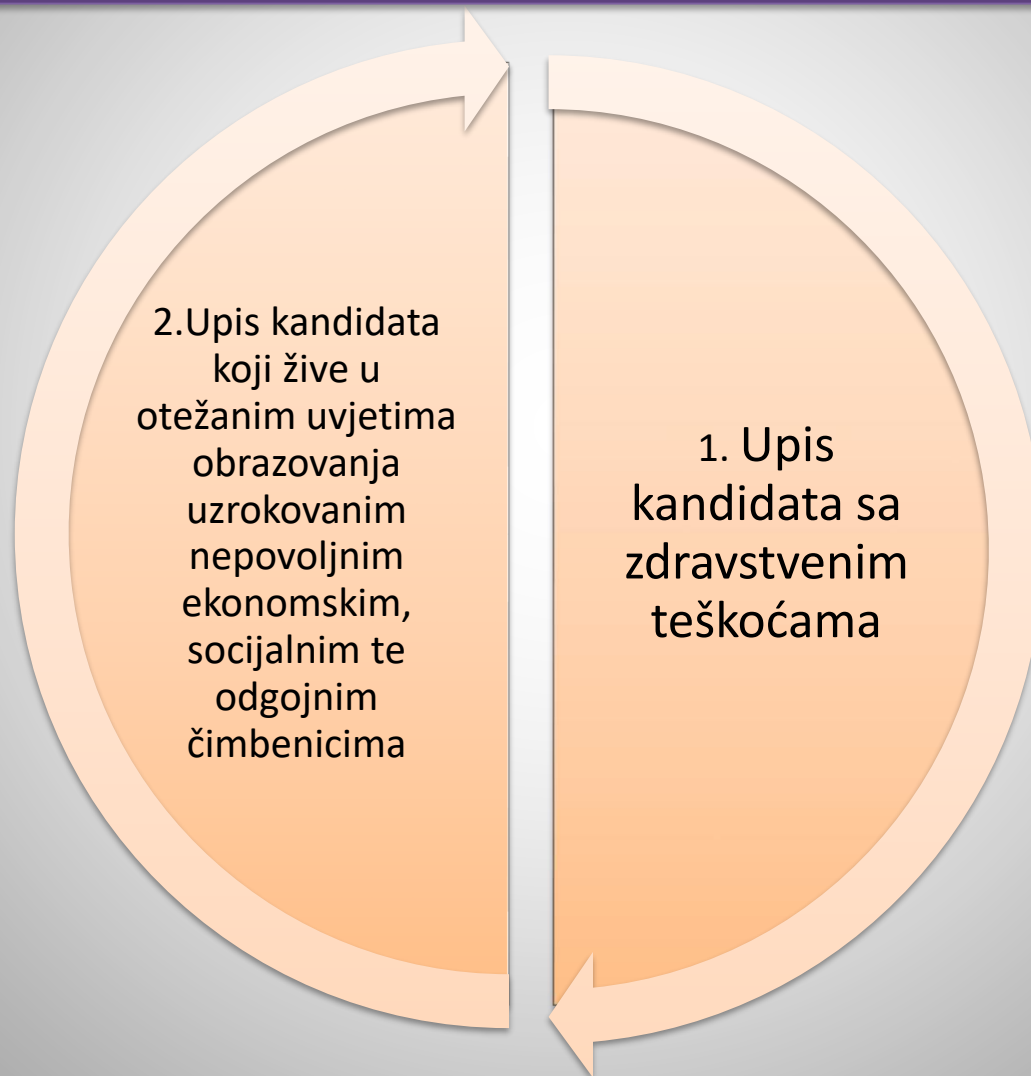 2.Upis kandidata
koji žive u
otežanim uvjetima
obrazovanja
uzrokovanim
nepovoljnim
ekonomskim,
socijalnim te
odgojnim
čimbenicima
1. Upis
kandidata sa
zdravstvenim
teškoćama